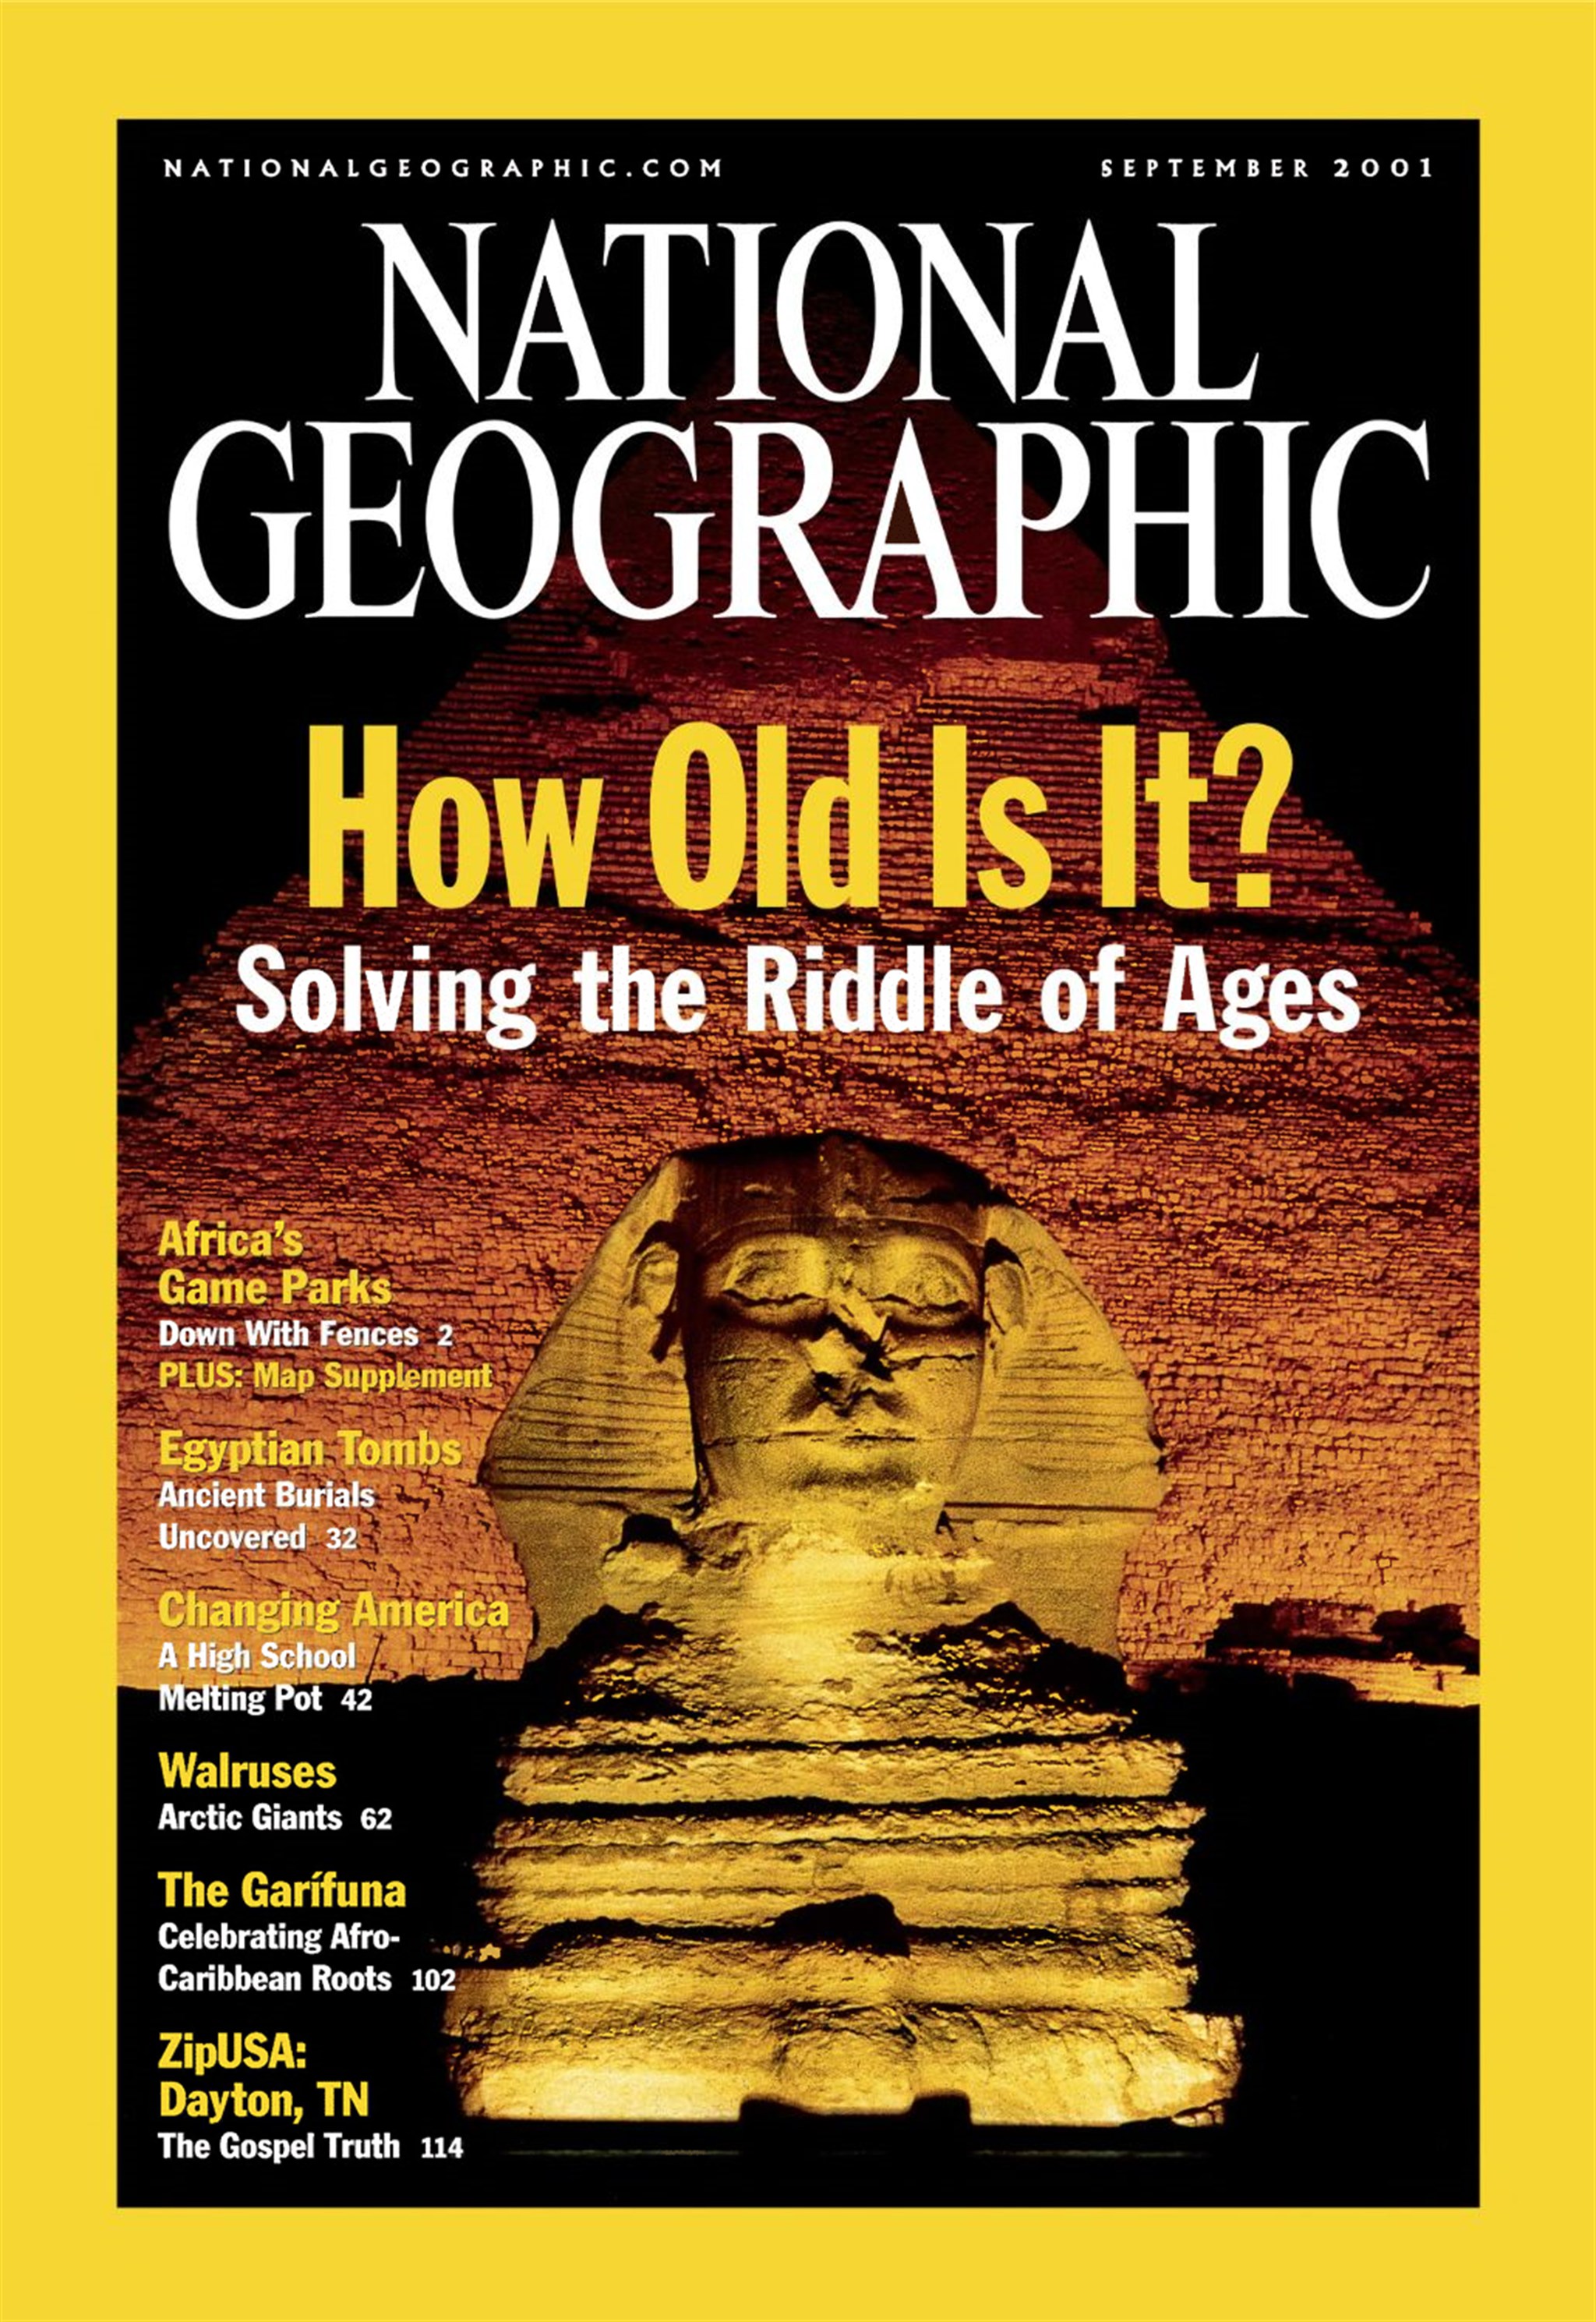 NATIONALGEOGRAPHIC.COM
SEPTEMBER 2001
NATIONAL
GEOGRAPHIC
How Old Is It?
Solving the Riddle of Ages
Africa's
Game Parks
Down With Fences 2
PLUS: Map Supplement
Egyptian Tombs
Ancient Burials
Uncovered 32
Changing America
A High School
Melting Pot 42
Walruses
Arctic Giants 62
The Garífuna
Celebrating Afro-
Caribbean Roots 102
ZipUSA:
Dayton, TN
The Gospel Truth 114